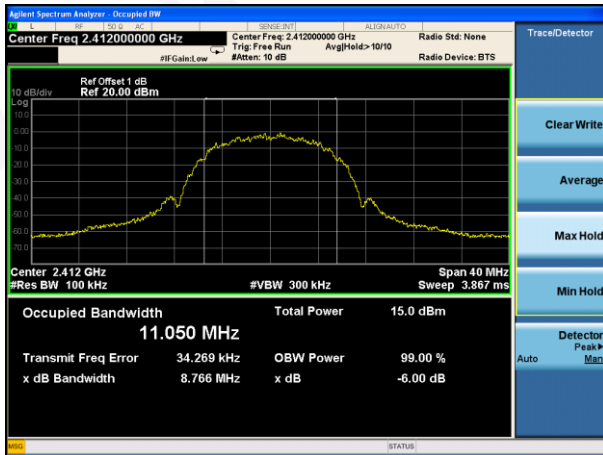 Agilent Spectrum Analyzer - Occupied BW
L RF 50 Ω AC SENSE:INT ALIGNAUTO
Center Freq 2.412000000 GHz
Center Freq: 2.412000000 GHz
Radio Std: None
Trig: Free Run Avg|Hold:>10/10
#IFGain:Low #Atten: 10 dB Radio Device: BTS
Ref Offset 1 dB
10 dB/div Ref 20.00 dBm
Log
10.0
0.00
-10.0
-20.0
-30.0
-40.0
-50.0
-60.0
-70.0
Center 2.412 GHz Span 40 MHz
#Res BW 100 kHz #VBW 300 kHz Sweep 3.867 ms
Occupied Bandwidth Total Power 15.0 dBm
11.050 MHz
Transmit Freq Error 34.269 kHz OBW Power 99.00 %
x dB Bandwidth 8.766 MHz x dB -6.00 dB
MSG STATUS
Trace/Detector
Clear Write
Average
Max Hold
Min Hold
Detector
Peak▶
Auto Man